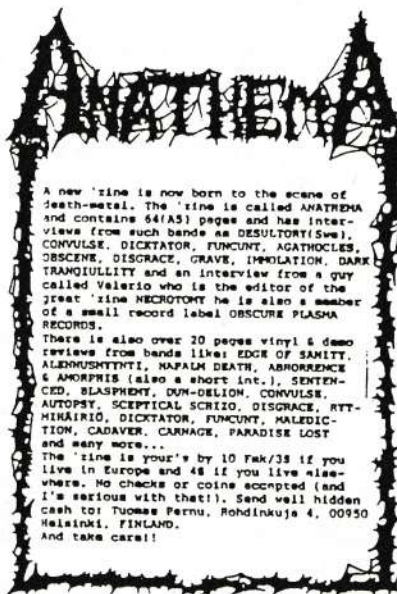 ANATHEMA
A new 'zine is now born to the scene of
death-metal. The 'zine is called ANATHEMA
and contains 64(A5) pages and has inter-
views from such bands as DESULTORY(Swe),
CONVULSE, DICKTATOR, FUNCUNT, AGATHOCLES,
OBSCENE, DISGRACE, GRAVE, IMMOLATION, DARK
TRANQIULLITY and an interview from a guy
called Valerio who is the editor of the
great 'zine NECROTOMY he is also a member
of a small record label OBSCURE PLASMA
RECORDS.
There is also over 20 pages vinyl & demo
reviews from bands like: EDGE OF SANITY,
ALEHNUSMTYNTI, NAPALM DEATH, ABHORRENCE
& AMORPHIS (also a short int.), SENTEN-
CED, BLASPHEMY, DUM-DELION, CONVULSE,
AUTOPSY, SCEPTICAL SCHIZO, DISGRACE, RYT-
MIHÄIRIÖ, DICKTATOR, FUNCUNT, MALEDIC-
TION, CADAVER, CARNAGE, PARADISE LOST
and many more...
The 'zine is your's by 10 Fmk/3$ if you
live in Europe and 4$ if you live else-
where. No checks or coins accepted (and
I'm serious with that!). Send well hidden
cash to: Tuomas Pernu, Rohdinkuja 4, 00950
Helsinki, FINLAND.
And take care!!